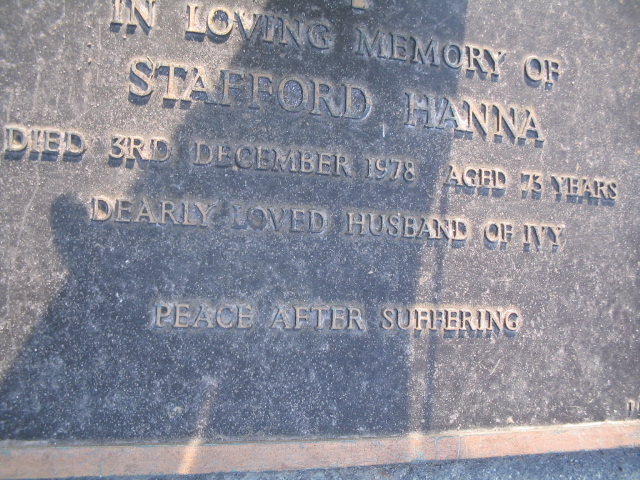 IN LOVING MEMORY OF
STAFFORD HANNA
DIED 3RD DECEMBER 1978 AGED 73 YEARS
DEARLY LOVED HUSBAND OF IVY
PEACE AFTER SUFFERING